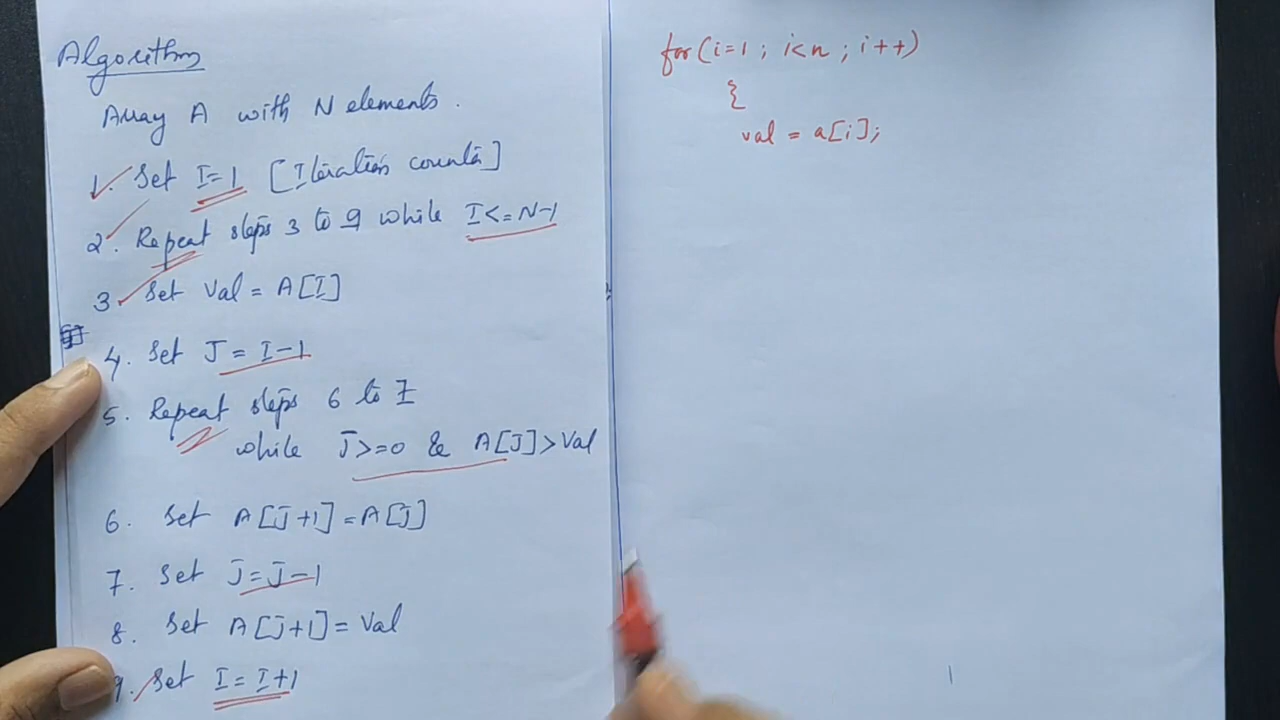 Algorithm
Array A with N elements.
1. Set I=1 [Iteration counter]
2. Repeat steps 3 to 9 while I<=N-1
3. Set Val = A[I]
4. Set J = I-1
5. Repeat steps 6 to 7
while J>=0 & A[J]>Val
6. Set A[J+1]=A[J]
7. Set J=J-1
8. Set A[J+1]=Val
9. Set I=I+1
for(i=1; i<n; i++)
{
val = a[i];